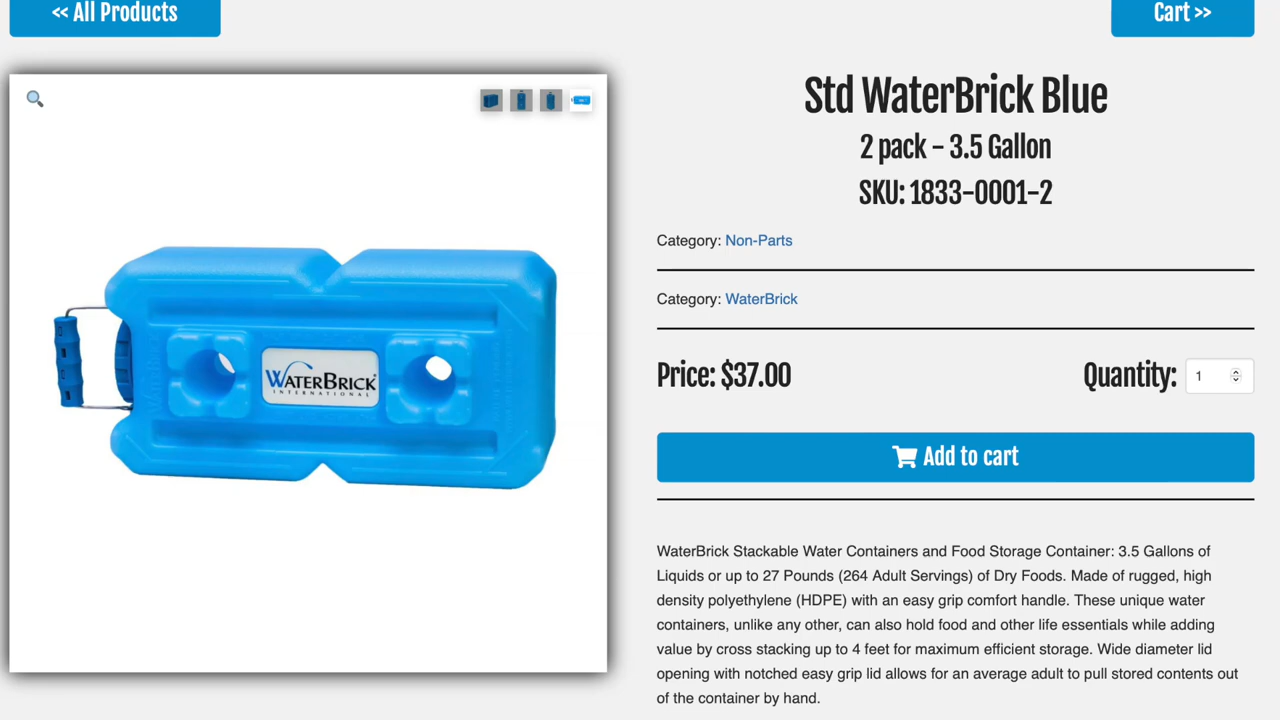 << All Products
Cart >>
Std WaterBrick Blue
2 pack - 3.5 Gallon
SKU: 1833-0001-2
Category: Non-Parts
Category: WaterBrick
Price: $37.00
Quantity: 1
Add to cart
WATERBRICK
INTERNATIONAL
WaterBrick Stackable Water Containers and Food Storage Container: 3.5 Gallons of
Liquids or up to 27 Pounds (264 Adult Servings) of Dry Foods. Made of rugged, high
density polyethylene (HDPE) with an easy grip comfort handle. These unique water
containers, unlike any other, can also hold food and other life essentials while adding
value by cross stacking up to 4 feet for maximum efficient storage. Wide diameter lid
opening with notched easy grip lid allows for an average adult to pull stored contents out
of the container by hand.